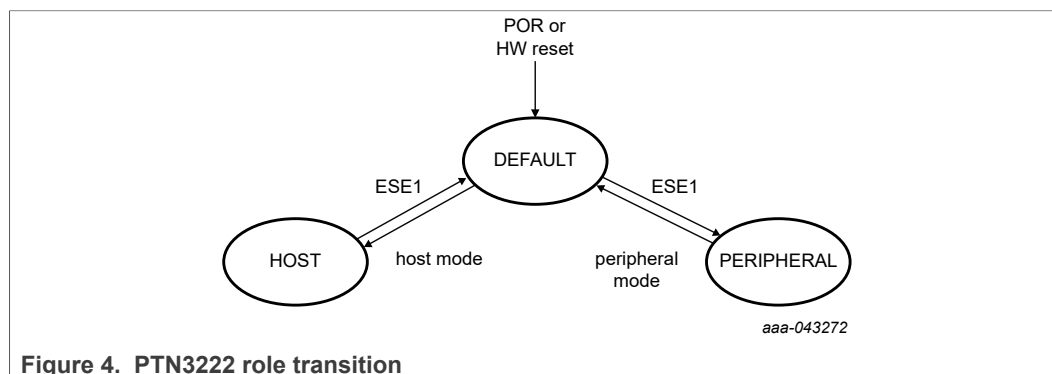 POR or
HW reset
DEFAULT
ESE1
ESE1
HOST
host mode
peripheral
mode
PERIPHERAL
aaa-043272
Figure 4. PTN3222 role transition